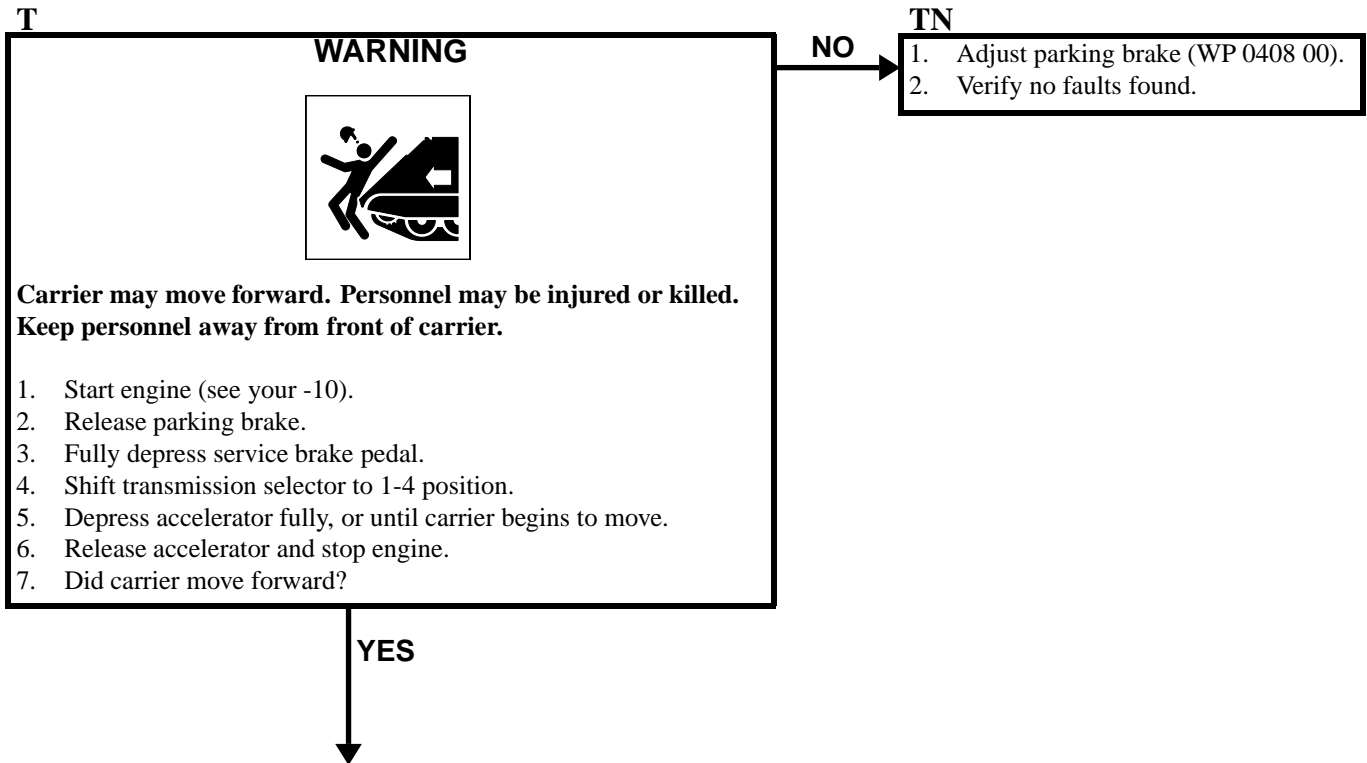 T
WARNING
Carrier may move forward. Personnel may be injured or killed.
Keep personnel away from front of carrier.
1. Start engine (see your -10).
2. Release parking brake.
3. Fully depress service brake pedal.
4. Shift transmission selector to 1-4 position.
5. Depress accelerator fully, or until carrier begins to move.
6. Release accelerator and stop engine.
7. Did carrier move forward?
NO
TN
1. Adjust parking brake (WP 0408 00).
2. Verify no faults found.
YES